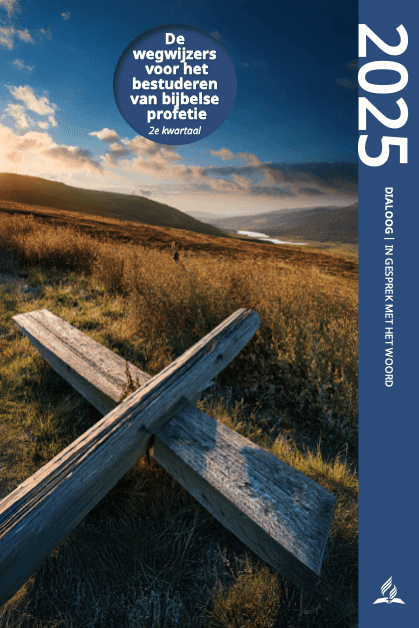 De
wegwijzers
voor het
bestuderen
van bijbelse
profetie
2e kwartaal
2025
DIALOOG | IN GESPREK MET HET WOORD